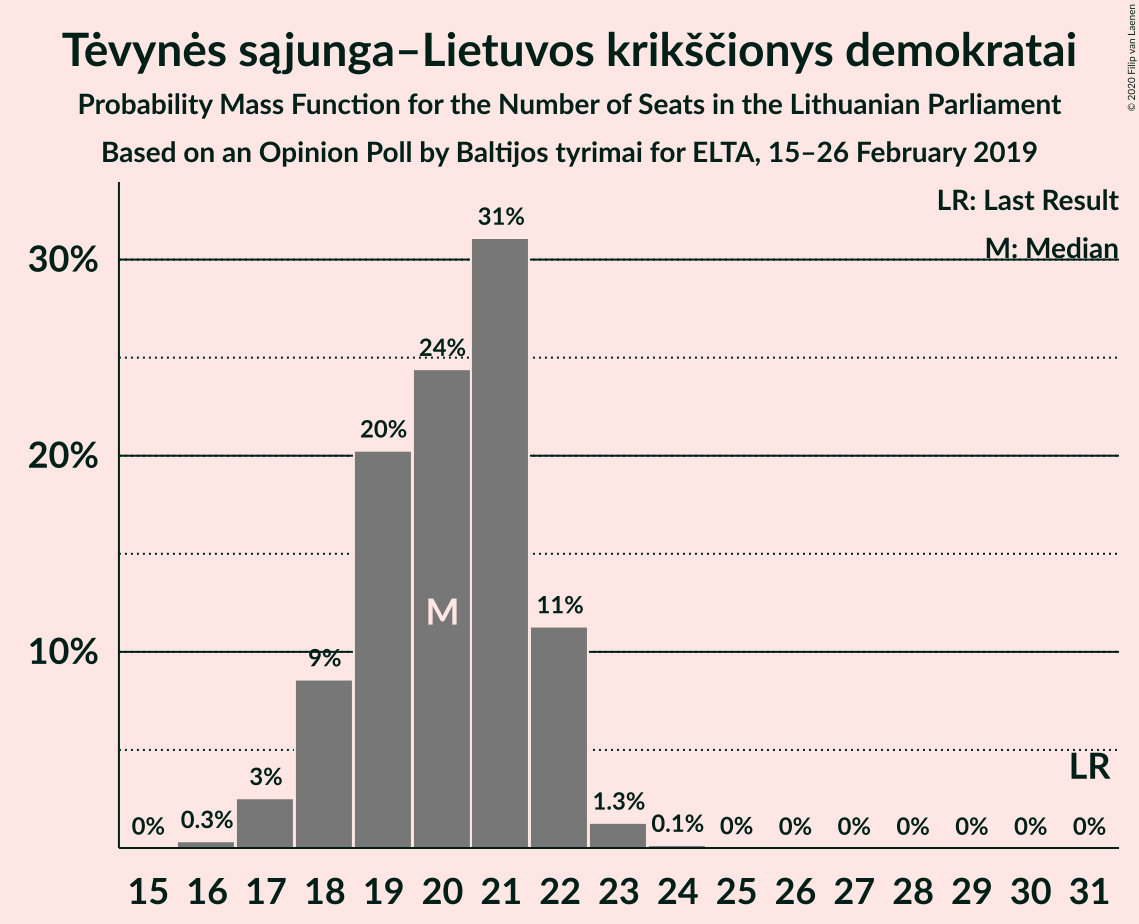 Tėvynės sąjunga–Lietuvos krikščionys demokratai
Probability Mass Function for the Number of Seats in the Lithuanian Parliament
Based on an Opinion Poll by Baltijos tyrimai for ELTA, 15–26 February 2019
© 2020 Filip van Laenen
LR: Last Result
M: Median
31%
30%
24%
20%
20%
M
11%
10%
9%
3%
LR
1.3%
0% 0.3% 0.1% 0% 0% 0% 0% 0% 0% 0%
15 16 17 18 19 20 21 22 23 24 25 26 27 28 29 30 31